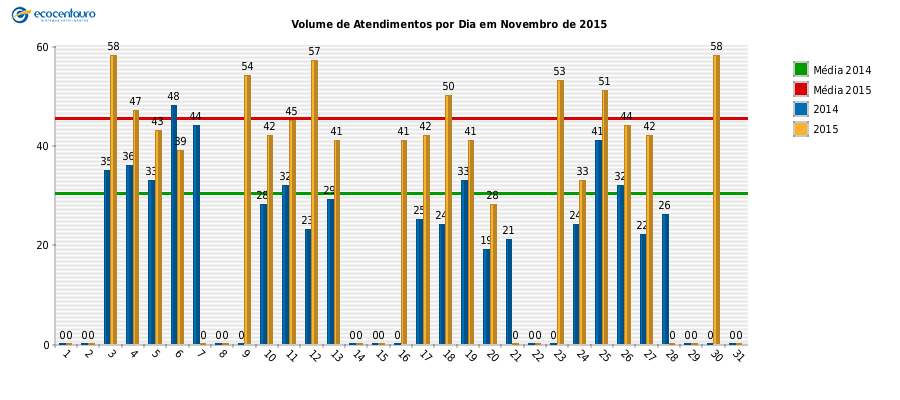 ecocentauro
Volume de Atendimentos por Dia em Novembro de 2015
60
40
20
0
0 0 0 0 35 58 36 47 33 43 48 39 44 0 0 0 0 54 28 42 32 45 23 57 29 41 0 0 0 0 0 41 25 42 24 50 33 41 19 28 21 0 0 0 0 53 24 33 41 51 32 44 22 42 26 0 0 0 0 58 0 0
1 2 3 4 5 6 7 8 9 10 11 12 13 14 15 16 17 18 19 20 21 22 23 24 25 26 27 28 29 30 31
Média 2014
Média 2015
2014
2015